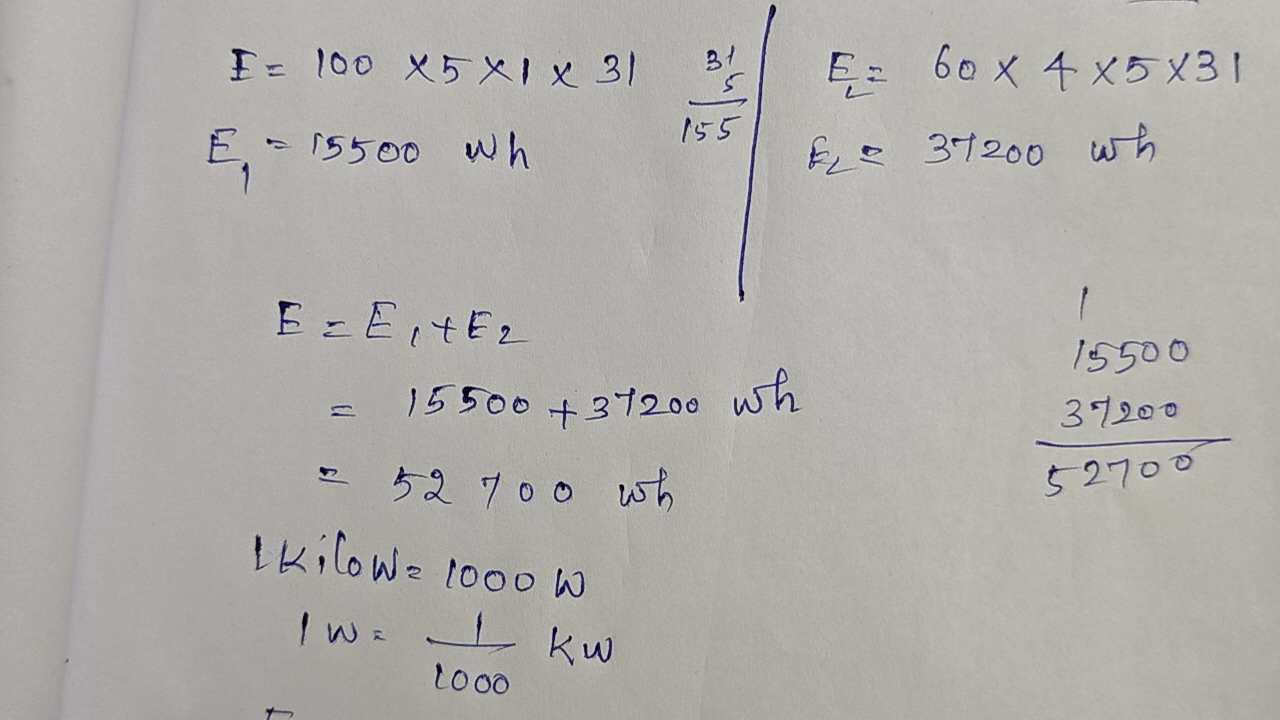 E = 100 × 5 × 1 × 31
E₁ = 15500 Wh
31
5
155
E₂ = 60 × 4 × 5 × 31
E₂ = 37200 wh
E = E₁ + E₂
= 15500 + 37200 wh
= 52700 wh
1
15500
37200
52700
1 KiloW = 1000 W
1 W = 1/1000 KW